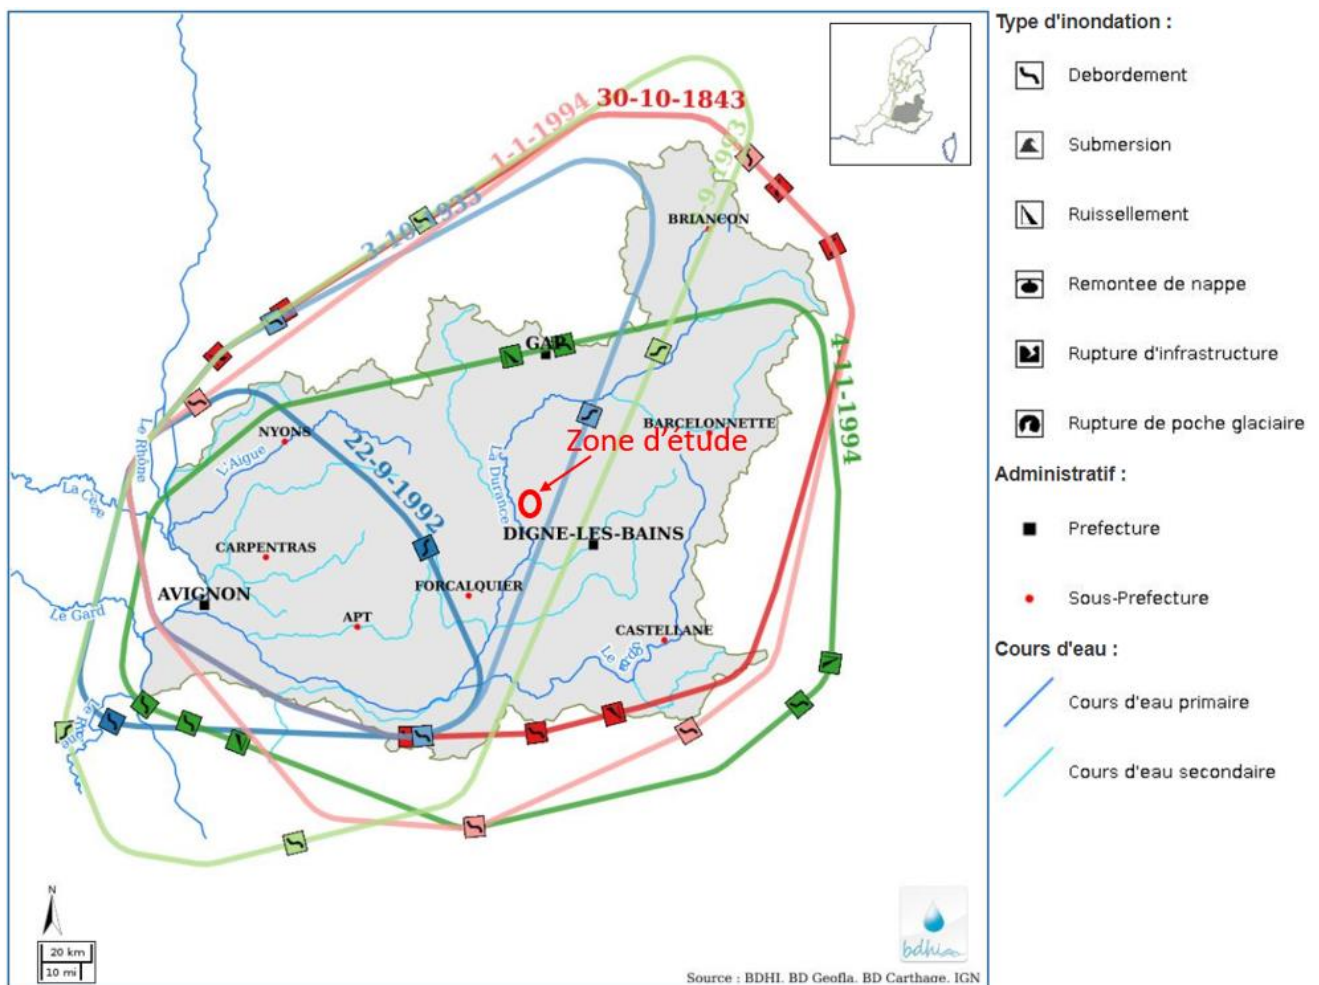 30-10-1843
1-1-1994
-9-1993
3-10-1935
BRIANCON
GAP
4-11-1994
BARCELONNETTE
Zone d'étude
NYONS
L'Aigue
22-9-1992
Le Rhône
La Cèze
La Durance
DIGNE-LES-BAINS
CARPENTRAS
AVIGNON
FORCALQUIER
Le Gard
APT
CASTELLANE
Le
Le Rhône
N
20 km
10 mi
bdhi
Source : BDHI, BD Geofla, BD Carthage, IGN
Type d'inondation :
Debordement
Submersion
Ruissellement
Remontee de nappe
Rupture d'infrastructure
Rupture de poche glaciaire
Administratif :
Prefecture
Sous-Prefecture
Cours d'eau :
Cours d'eau primaire
Cours d'eau secondaire